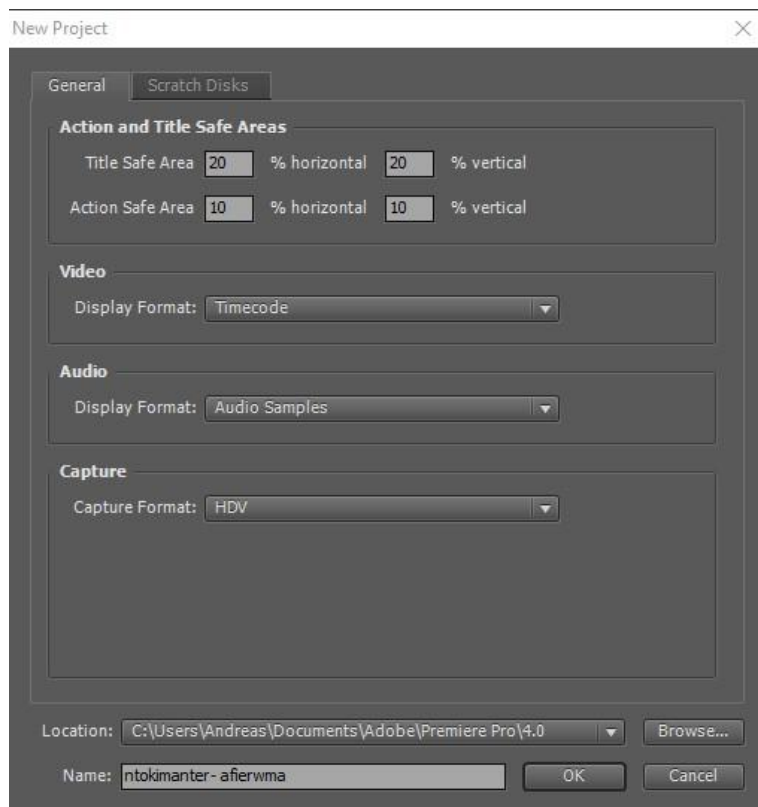 New Project
General Scratch Disks
Action and Title Safe Areas
Title Safe Area 20 % horizontal 20 % vertical
Action Safe Area 10 % horizontal 10 % vertical
Video
Display Format: Timecode
Audio
Display Format: Audio Samples
Capture
Capture Format: HDV
Location: C:\Users\Andreas\Documents\Adobe\Premiere Pro\4.0 Browse...
Name: ntokimanter- afierwma OK Cancel